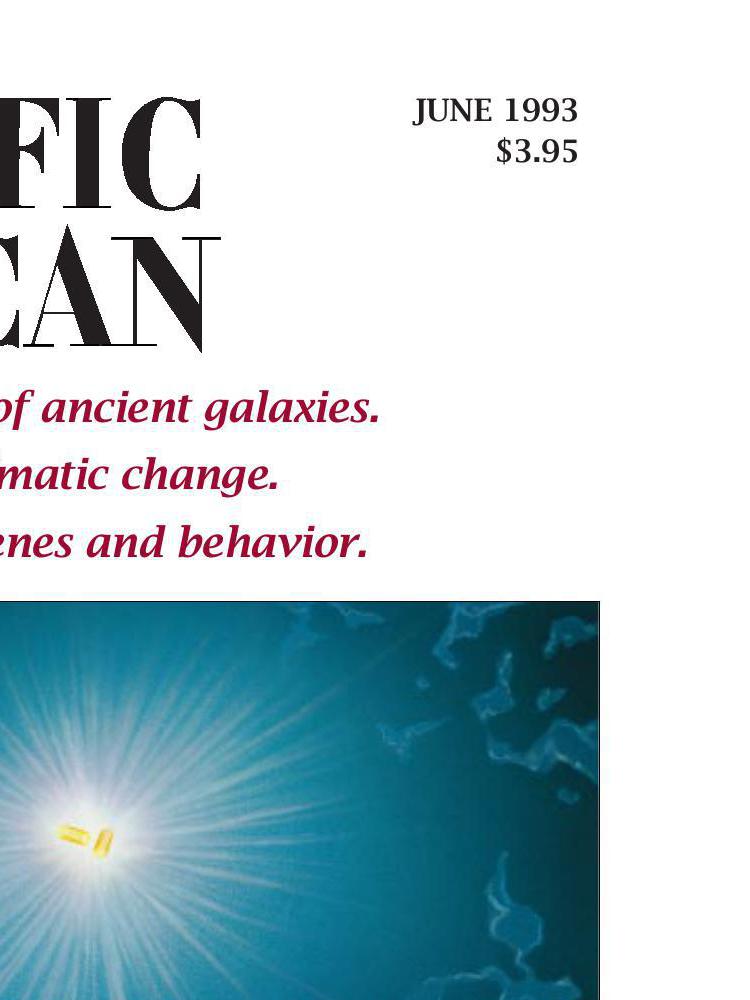 FIC
CAN
JUNE 1993
$3.95
of ancient galaxies.
matic change.
enes and behavior.